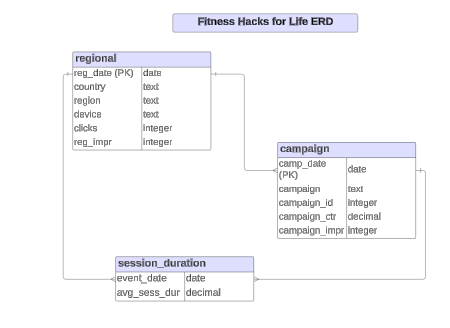 Fitness Hacks for Life ERD
regional
reg_date (PK) date
country text
region text
device text
clicks integer
reg_impr integer
campaign
camp_date (PK) date
campaign text
campaign_id integer
campaign_ctr decimal
campaign_impr integer
session_duration
event_date date
avg_sess_dur decimal